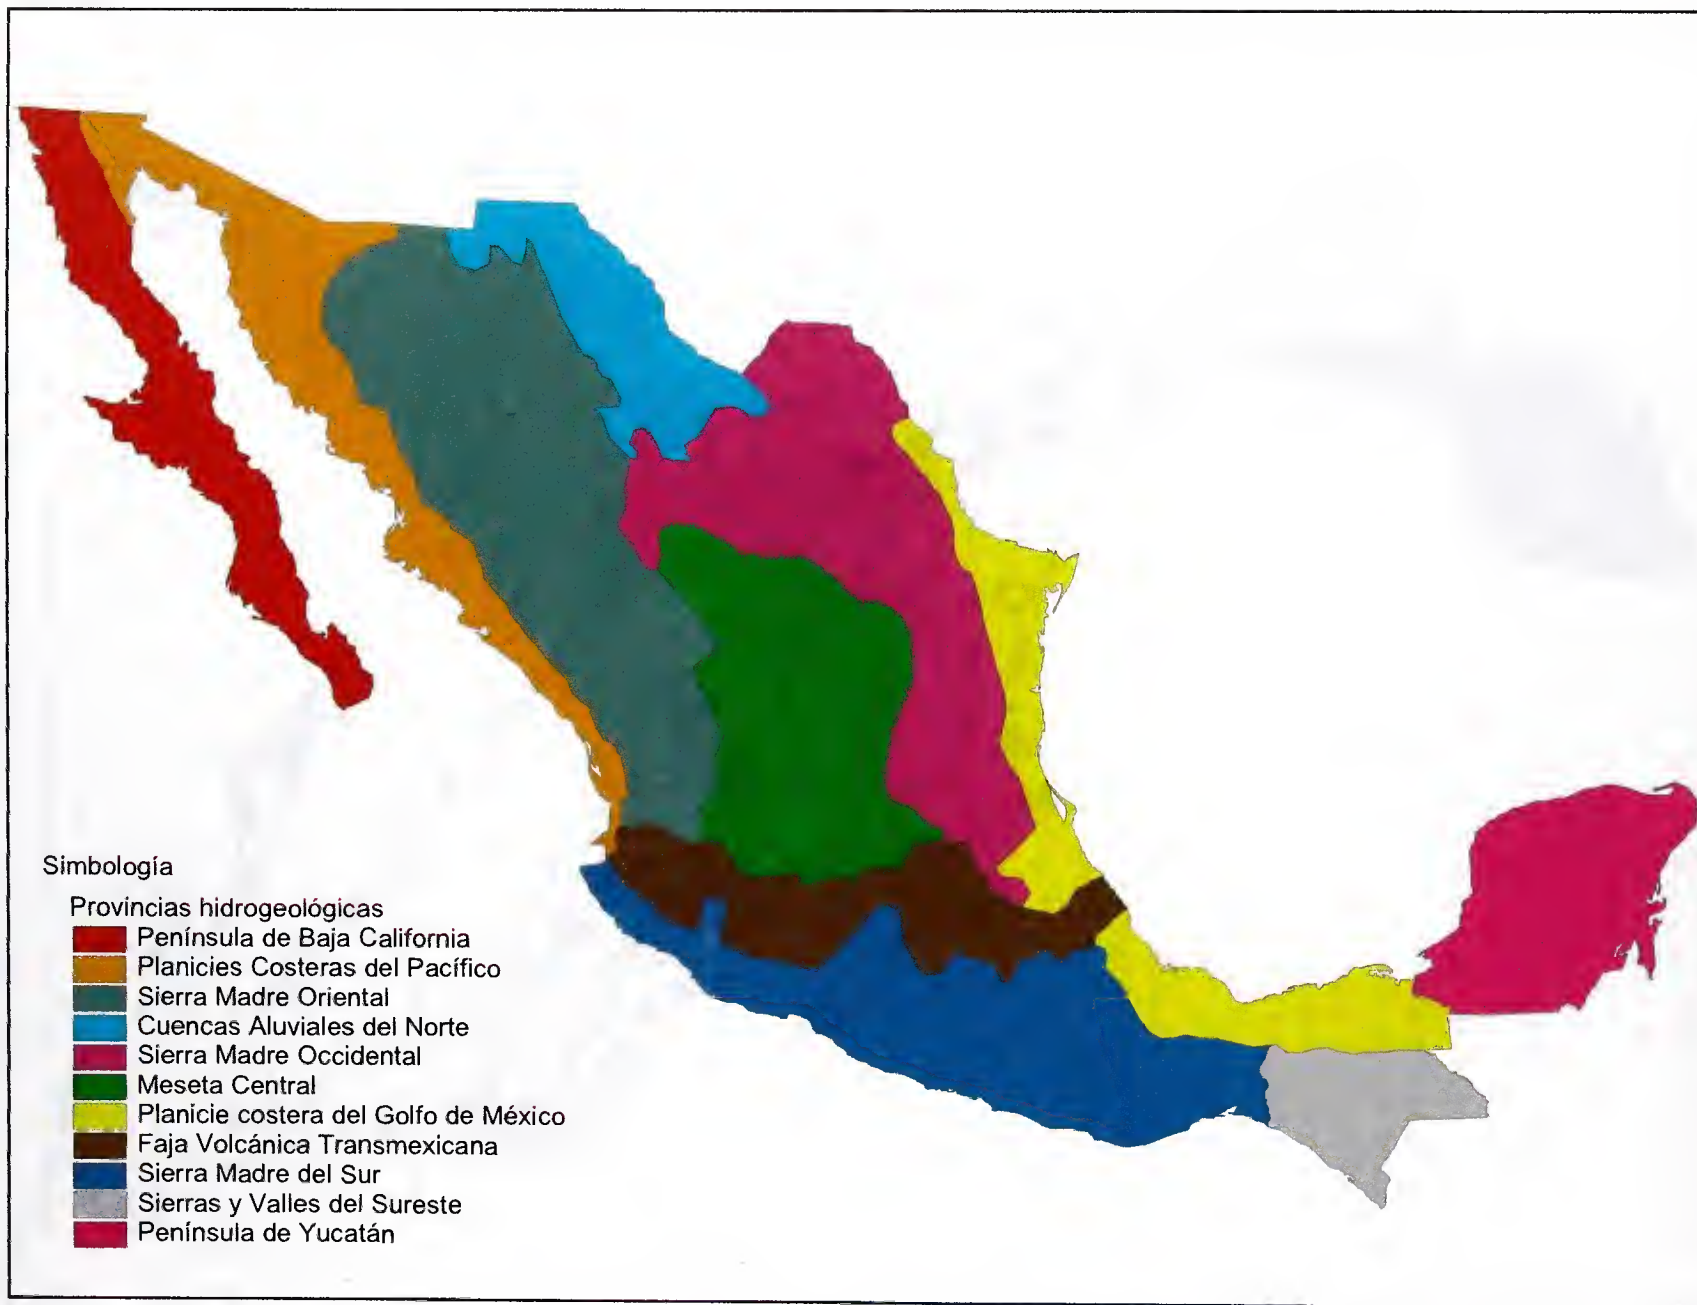 Simbología
Provincias hidrogeológicas
Península de Baja California
Planicies Costeras del Pacífico
Sierra Madre Oriental
Cuencas Aluviales del Norte
Sierra Madre Occidental
Meseta Central
Planicie costera del Golfo de México
Faja Volcánica Transmexicana
Sierra Madre del Sur
Sierras y Valles del Sureste
Península de Yucatán